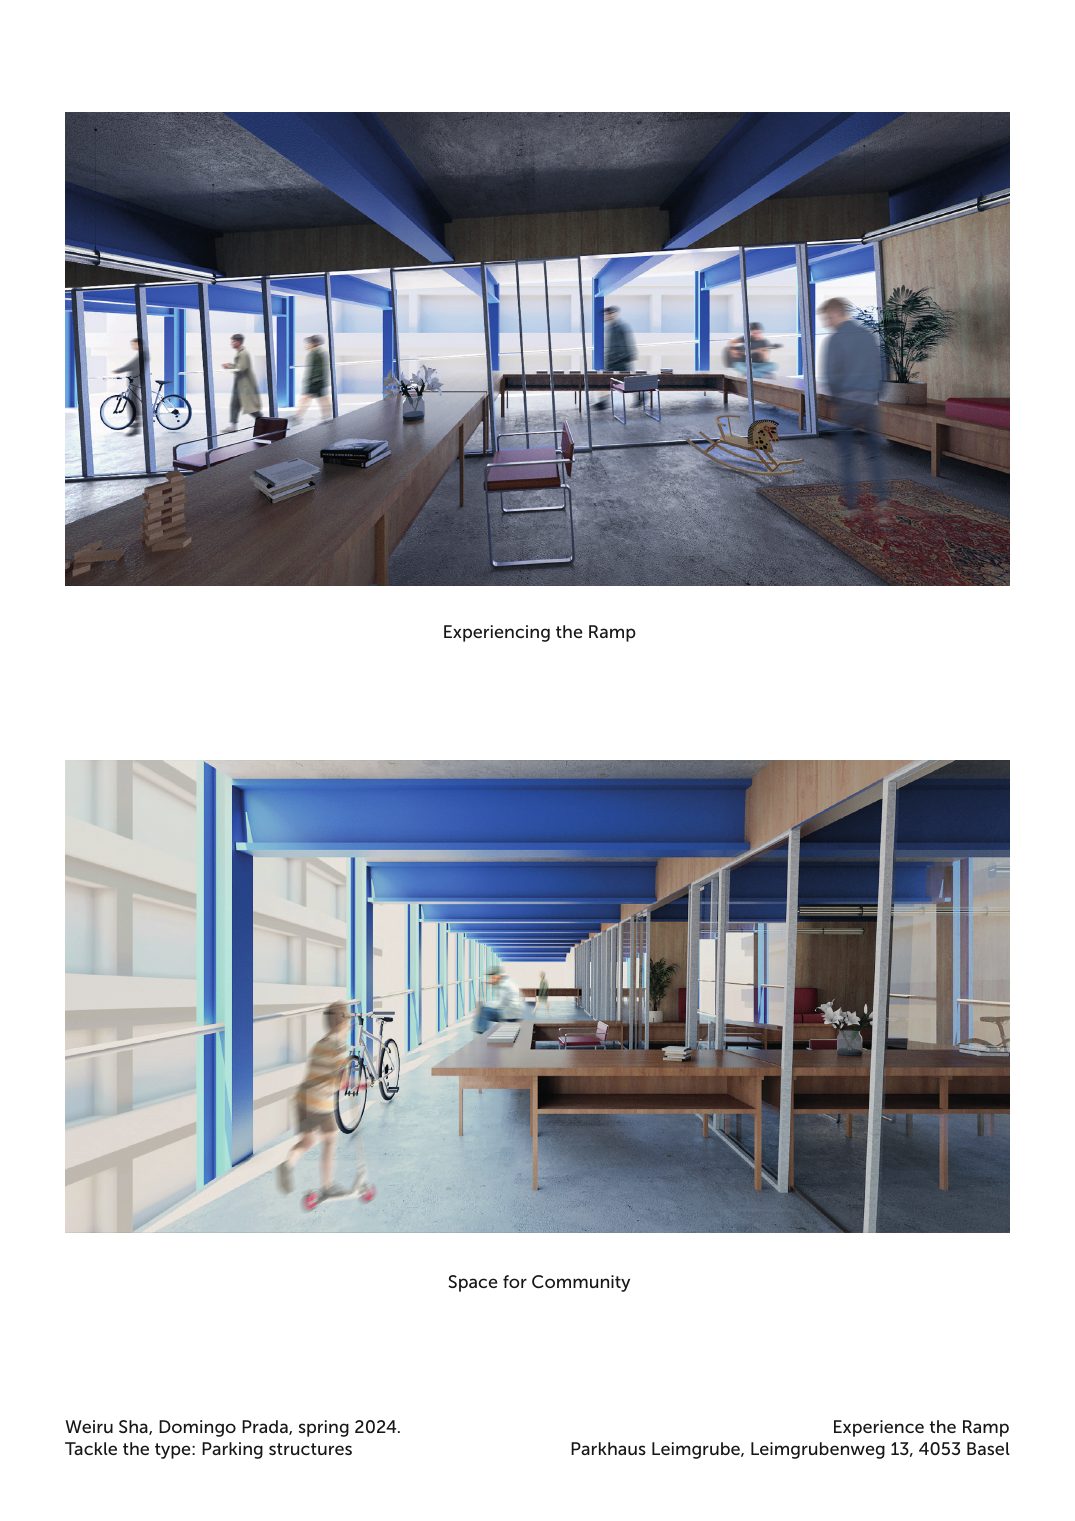 Experiencing the Ramp
Space for Community
Weiru Sha, Domingo Prada, spring 2024.
Tackle the type: Parking structures
Experience the Ramp
Parkhaus Leimgrube, Leimgrubenweg 13, 4053 Basel